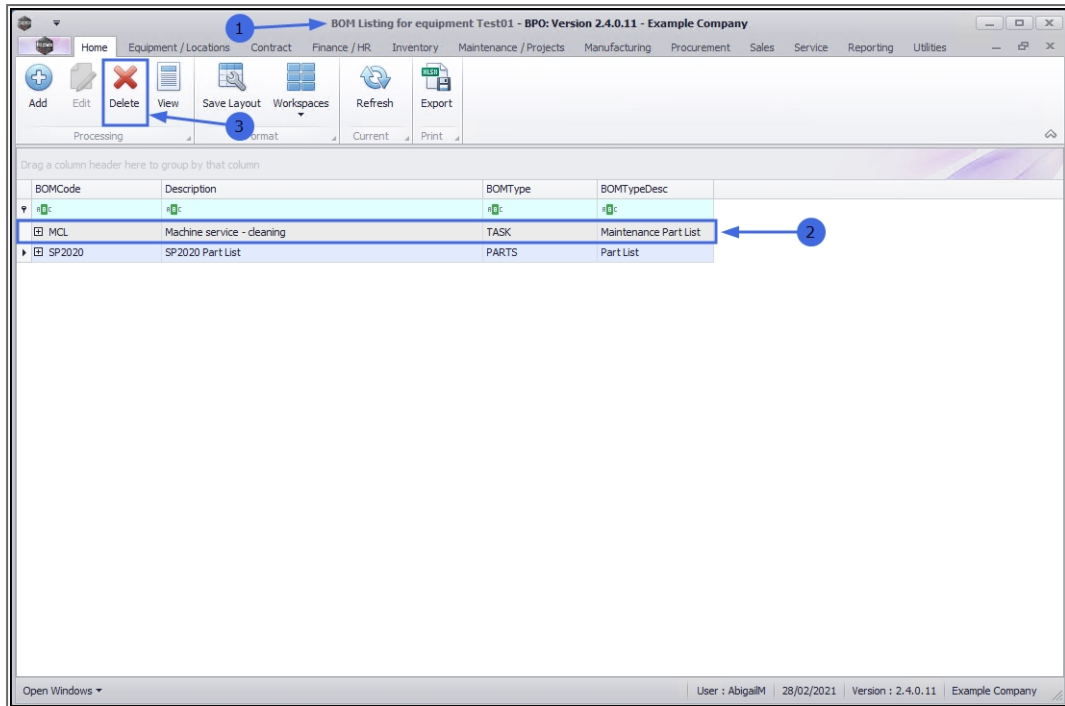 1
BOM Listing for equipment Test01 - BPO: Version 2.4.0.11 - Example Company
Home Equipment / Locations Contract Finance / HR Inventory Maintenance / Projects Manufacturing Procurement Sales Service Reporting Utilities
Add Edit Delete View Save Layout Workspaces Refresh Export
XLSX
3
Processing ormat Current Print
Drag a column header here to group by that column
BOMCode Description BOMType BOMTypeDesc
MCL Machine service - cleaning TASK Maintenance Part List
2
SP2020 SP2020 Part List PARTS Part List
Open Windows User : AbigailM 28/02/2021 Version : 2.4.0.11 Example Company